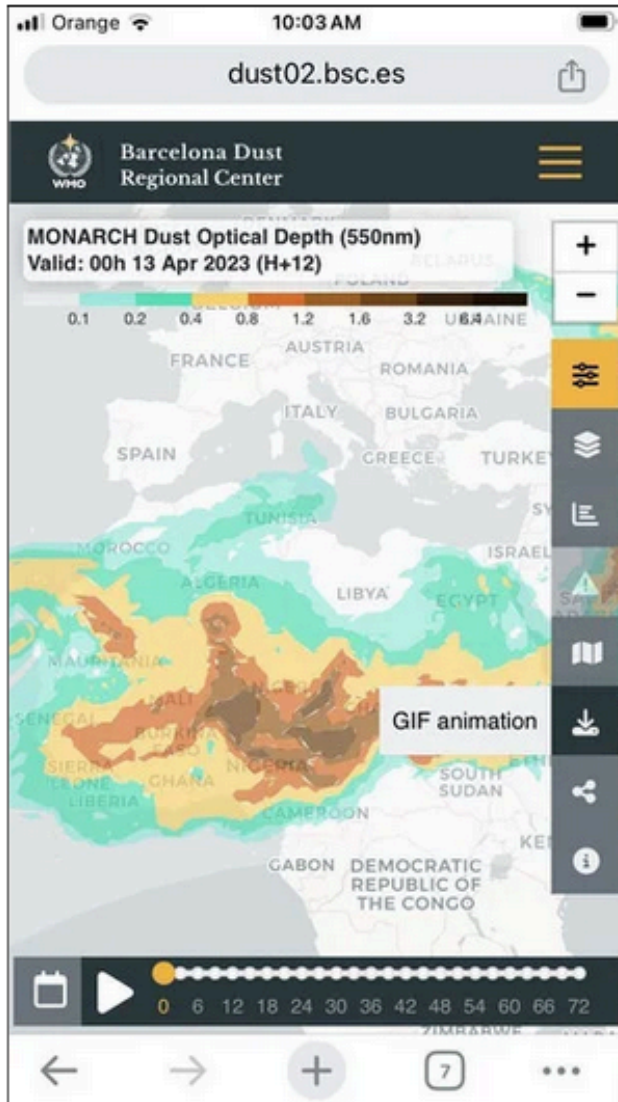 Orange
10:03 AM
dust02.bsc.es
WMO
Barcelona Dust
Regional Center
MONARCH Dust Optical Depth (550nm)
Valid: 00h 13 Apr 2023 (H+12)
+
−
BELARUS
POLAND
BELGIUM
0.1 0.2 0.4 0.8 1.2 1.6 3.2 6.4
UKRAINE
AUSTRIA
FRANCE
ROMANIA
ITALY
BULGARIA
SPAIN
GREECE
TURKEY
TUNISIA
MOROCCO
ISRAEL
ALGERIA
LIBYA
EGYPT
MAURITANIA
MALI
NIGER
SENEGAL
GIF animation
BURKINA
FASO
NIGERIA
SIERRA
LEONE
GHANA
SOUTH
SUDAN
LIBERIA
CAMEROON
GABON
DEMOCRATIC
REPUBLIC OF
THE CONGO
0 6 12 18 24 30 36 42 48 54 60 66 72
ZIMBABWE
7